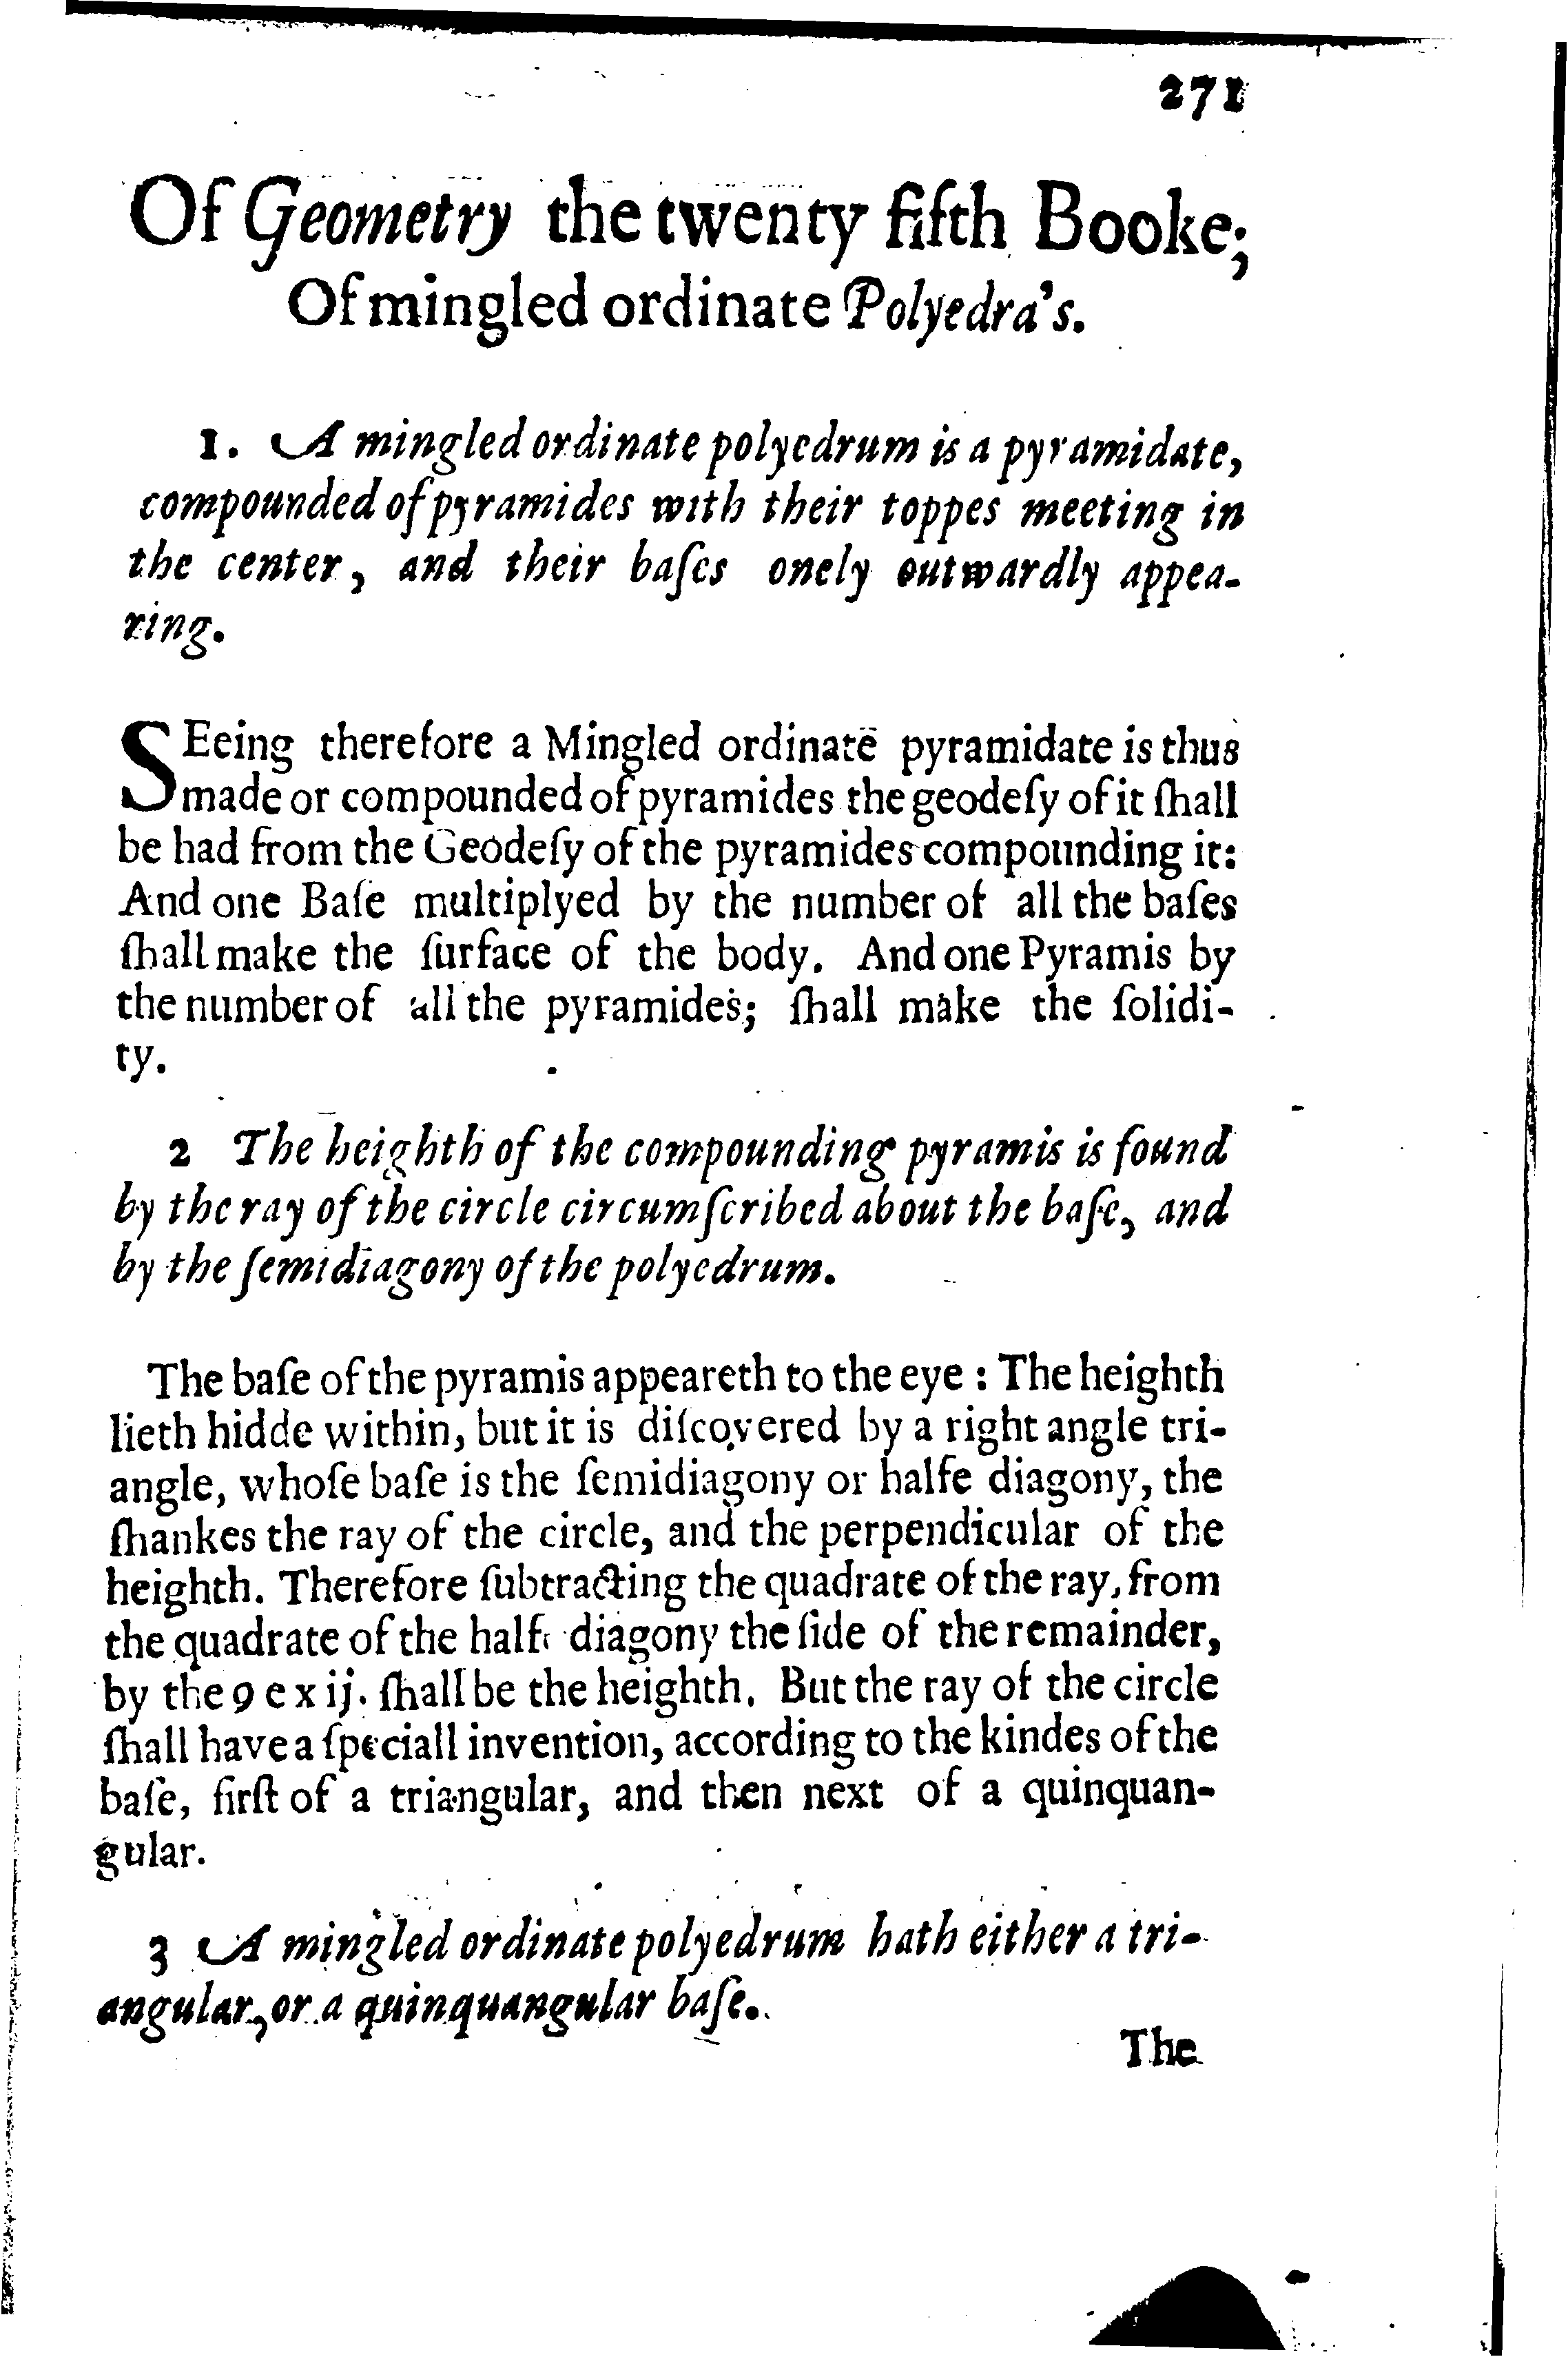 271
Of Geometry the twenty fifth Booke;
Of mingled ordinate Polyedra's.
1. A mingled ordinate polyedrum is a pyramidate,
compounded of pyramides with their toppes meeting in
the center, and their baſes onely outwardly appea-
ring.
SEeing therefore a Mingled ordinate pyramidate is thus
made or compounded of pyramides the geodeſy of it ſhall
be had from the Geodeſy of the pyramides compounding it:
And one Baſe multiplyed by the number of all the baſes
ſhall make the ſurface of the body. And one Pyramis by
the number of all the pyramides; ſhall make the ſolidi-
ty.
2 The heighth of the compounding pyramis is found
by the ray of the circle circumſcribed about the baſe, and
by the ſemidiagony of the polyedrum.
The baſe of the pyramis appeareth to the eye : The heighth
lieth hidde within, but it is diſcovered by a right angle tri-
angle, whoſe baſe is the ſemidiagony or halfe diagony, the
ſhankes the ray of the circle, and the perpendicular of the
heighth. Therefore ſubtracting the quadrate of the ray, from
the quadrate of the halfe diagony the ſide of the remainder,
by the 9 e x ij. ſhall be the heighth. But the ray of the circle
ſhall have a ſpeciall invention, according to the kindes of the
baſe, firſt of a triangular, and then next of a quinquan-
gular.
3 A mingled ordinate polyedrum hath either a tri-
angular, or a quinquangular baſe.
The